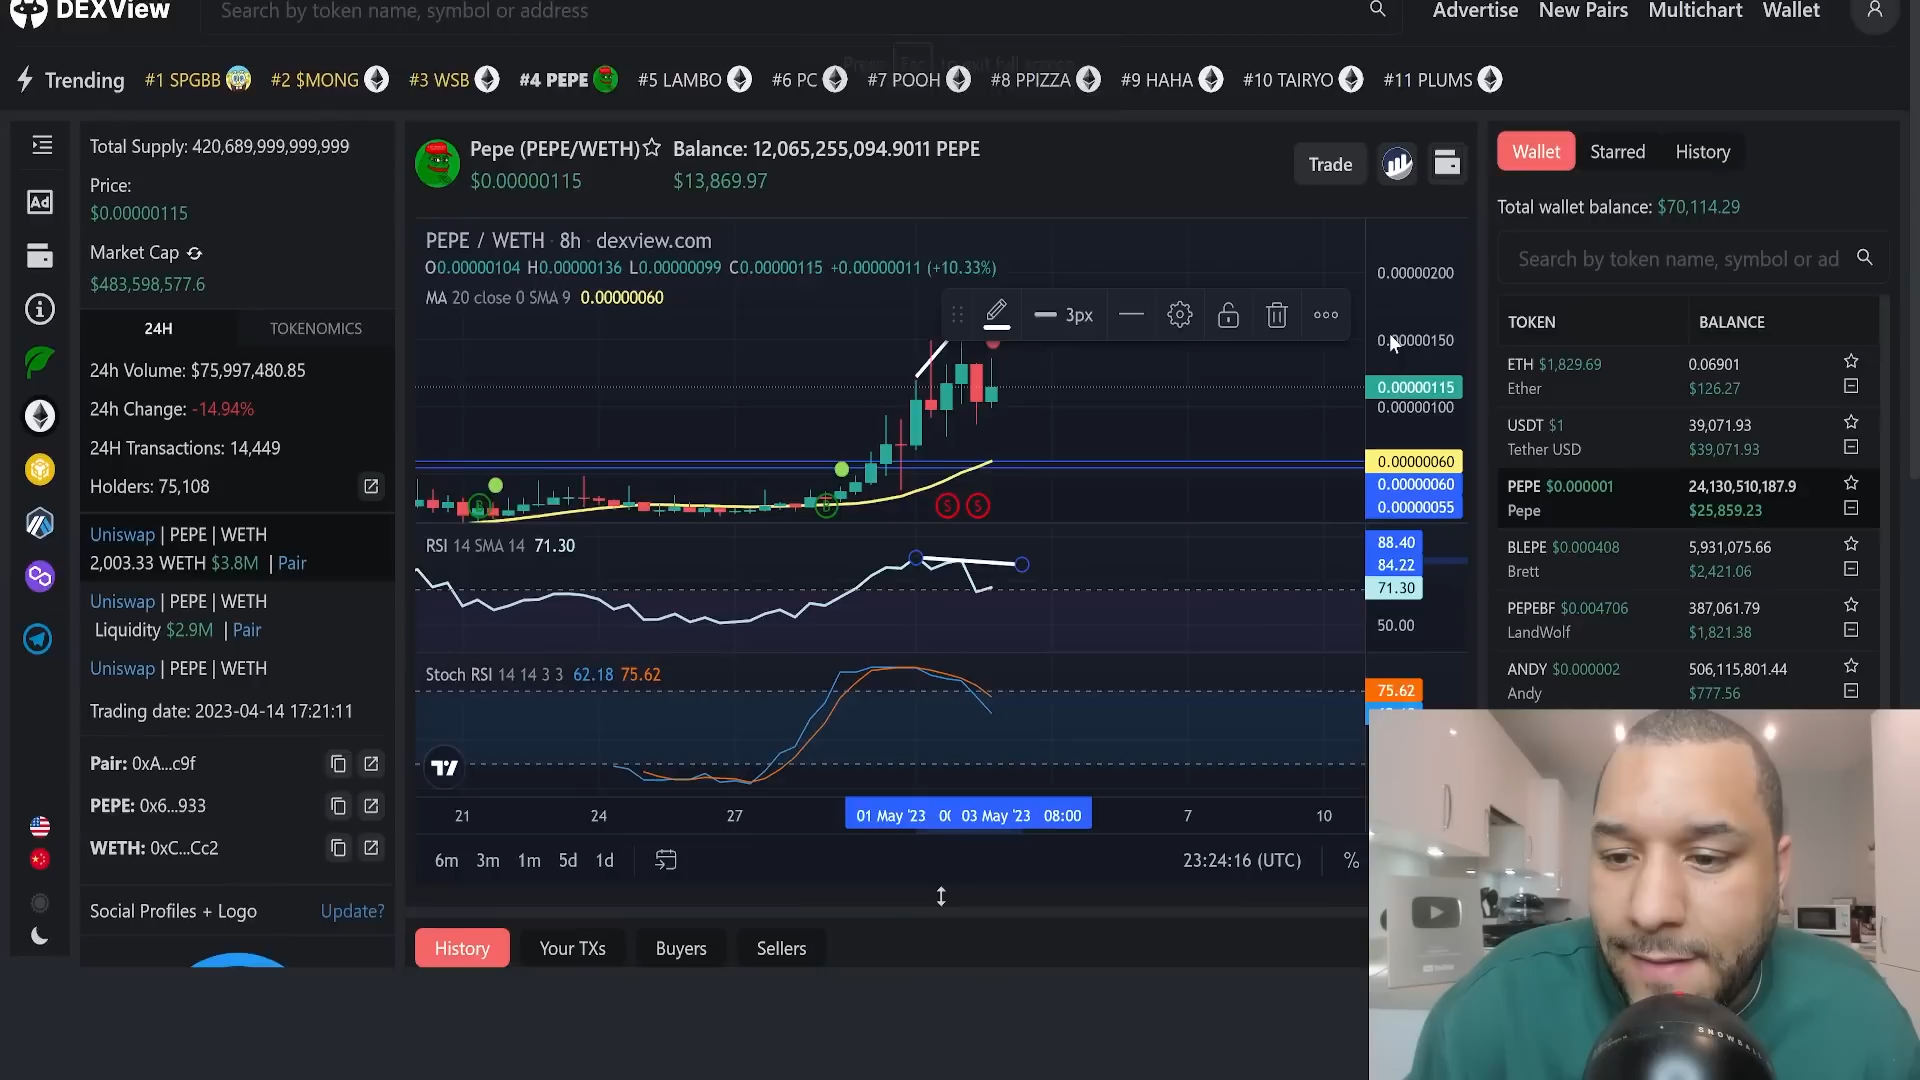 DEXView
Search by token name, symbol or address
Advertise
New Pairs
Multichart
Wallet
Trending
#1 SPGBB
#2 $MONG
#3 WSB
#4 PEPE
#5 LAMBO
#6 PC
#7 POOH
#8 PPIZZA
#9 HAHA
#10 TAIRYO
#11 PLUMS
Ad
Total Supply: 420,689,999,999,999
Price:
$0.00000115
Market Cap
$483,598,577.6
24H
TOKENOMICS
24h Volume: $75,997,480.85
24h Change: -14.94%
24H Transactions: 14,449
Holders: 75,108
Uniswap | PEPE | WETH
2,003.33 WETH $3.8M | Pair
Uniswap | PEPE | WETH
Liquidity $2.9M | Pair
Uniswap | PEPE | WETH
Trading date: 2023-04-14 17:21:11
Pair: 0xA...c9f
PEPE: 0x6...933
WETH: 0xC...Cc2
Social Profiles + Logo
Update?
Pepe (PEPE/WETH)
$0.00000115
Balance: 12,065,255,094.9011 PEPE
$13,869.97
Trade
PEPE / WETH · 8h · dexview.com
O0.00000104 H0.00000136 L0.00000099 C0.00000115 +0.00000011 (+10.33%)
MA 20 close 0 SMA 9 0.00000060
3px
0.00000200
0.00000150
0.00000115
0.00000100
0.00000060
0.00000060
0.00000055
B
S
S
RSI 14 SMA 14 71.30
88.40
84.22
71.30
50.00
Stoch RSI 14 14 3 3 62.18 75.62
75.62
21
24
27
01 May '23
03 May '23 08:00
7
10
6m
3m
1m
5d
1d
23:24:16 (UTC)
%
History
Your TXs
Buyers
Sellers
Wallet
Starred
History
Total wallet balance: $70,114.29
Search by token name, symbol or ad
TOKEN
BALANCE
ETH $1,829.69
0.06901
Ether
$126.27
USDT $1
39,071.93
Tether USD
$39,071.93
PEPE $0.000001
24,130,510,187.9
Pepe
$25,859.23
BLEPE $0.000408
5,931,075.66
Brett
$2,421.06
PEPEBF $0.004706
387,061.79
LandWolf
$1,821.38
ANDY $0.000002
506,115,801.44
Andy
$777.56
SNOWBALL